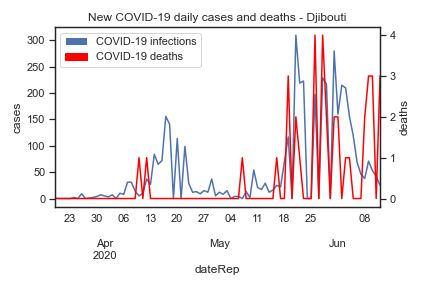 New COVID-19 daily cases and deaths - Djibouti
COVID-19 infections
COVID-19 deaths
300
250
200
150
100
50
0
cases
4
3
2
1
0
deaths
23 30 06 13 20 27 04 11 18 25 08
Apr May Jun
2020
dateRep